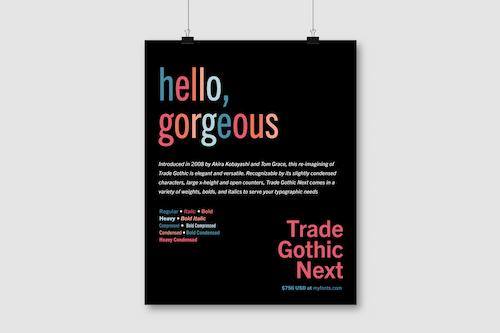 hello,
gorgeous
Introduced in 2008 by Akira Kobayashi and Tom Grace, this re-imagining of
Trade Gothic is elegant and versatile. Recognizable by its slightly condensed
characters, large x-height and open counters, Trade Gothic Next comes in a
variety of weights, bolds, and italics to serve your typographic needs
Regular • Italic • Bold
Heavy • Bold Italic
Compressed • Bold Compressed
Condensed • Bold Condensed
Heavy Condensed
Trade
Gothic
Next
$756 USD at myfonts.com